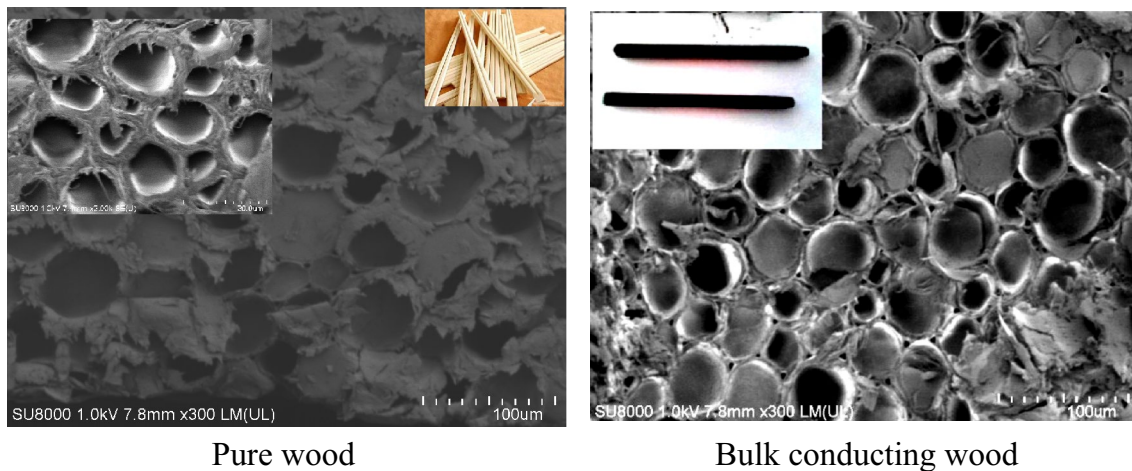 SU8000 1.0kV 7.8mm x300 LM(UL)
100um
SU8000 1.0kV 7.8mm x300 LM(UL)
100um
Pure wood
Bulk conducting wood